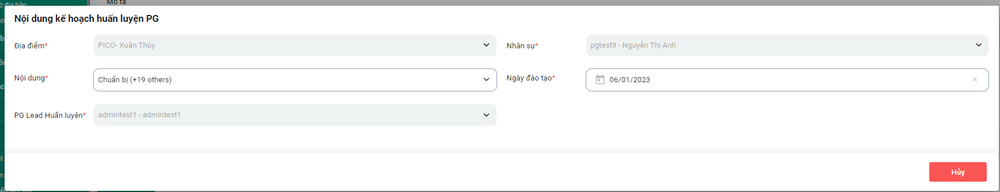 Mô tả
Nội dung kế hoạch huấn luyện PG
Địa điểm*
PICO- Xuân Thủy
Nhân sự*
pgtest9 - Nguyễn Thị Anh
Nội dung*
Chuẩn bị (+19 others)
Ngày đào tạo*
06/01/2023
×
PG Lead Huấn luyện*
admintest1 - admintest1
Hủy